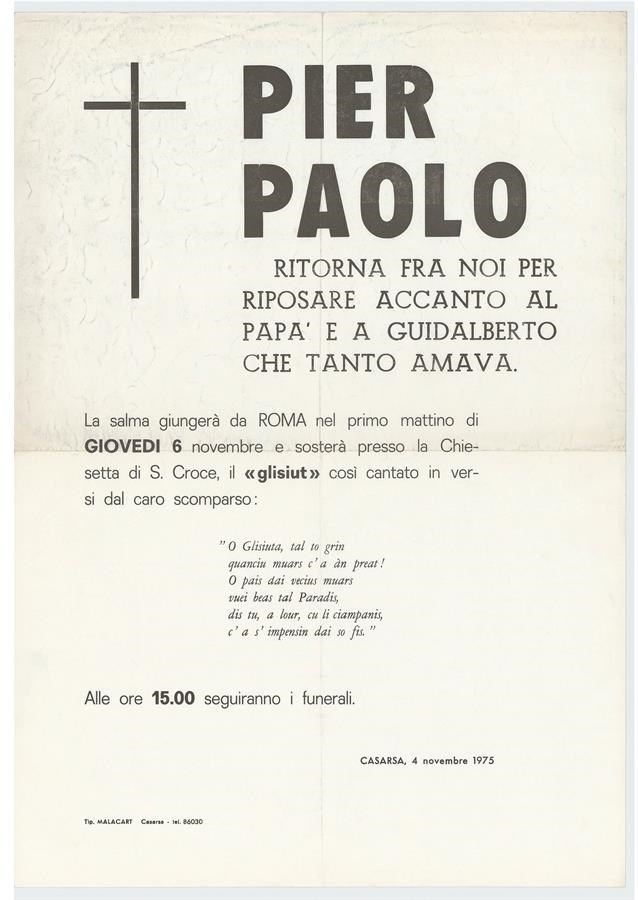 PIER
PAOLO
RITORNA FRA NOI PER
RIPOSARE ACCANTO AL
PAPA' E A GUIDALBERTO
CHE TANTO AMAVA.
La salma giungerà da ROMA nel primo mattino di
GIOVEDI 6 novembre e sosterà presso la Chie-
setta di S. Croce, il «glisiut» così cantato in ver-
si dal caro scomparso:
" O Glisiuta, tal to grin
quanciu muars c' a àn preat!
O pais dai vecius muars
vuei beas tal Paradis,
dis tu, a lour, cu li ciampanis,
c' a s' impensin dai so fis. "
Alle ore 15.00 seguiranno i funerali.
CASARSA, 4 novembre 1975
Tip. MALACART Casarsa - tel. 86030